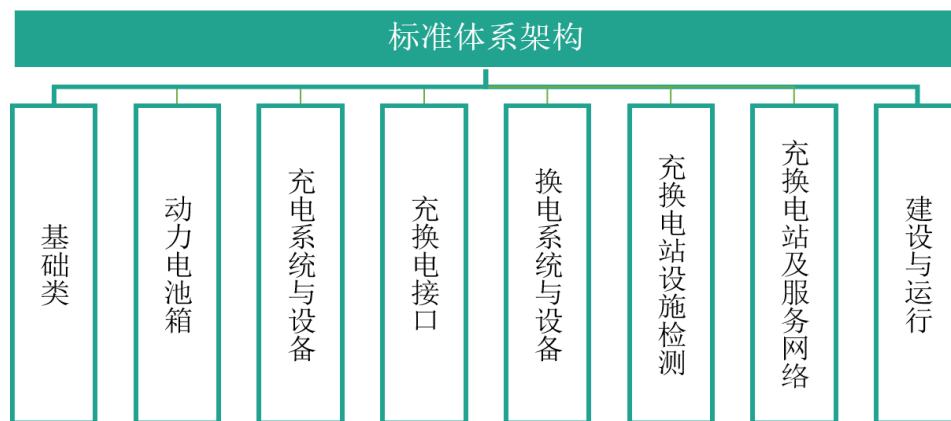 标准体系架构
基础类
动力电池箱
充电系统与设备
充换电接口
换电系统与设备
充换电站设施检测
充换电站及服务网络
建设与运行